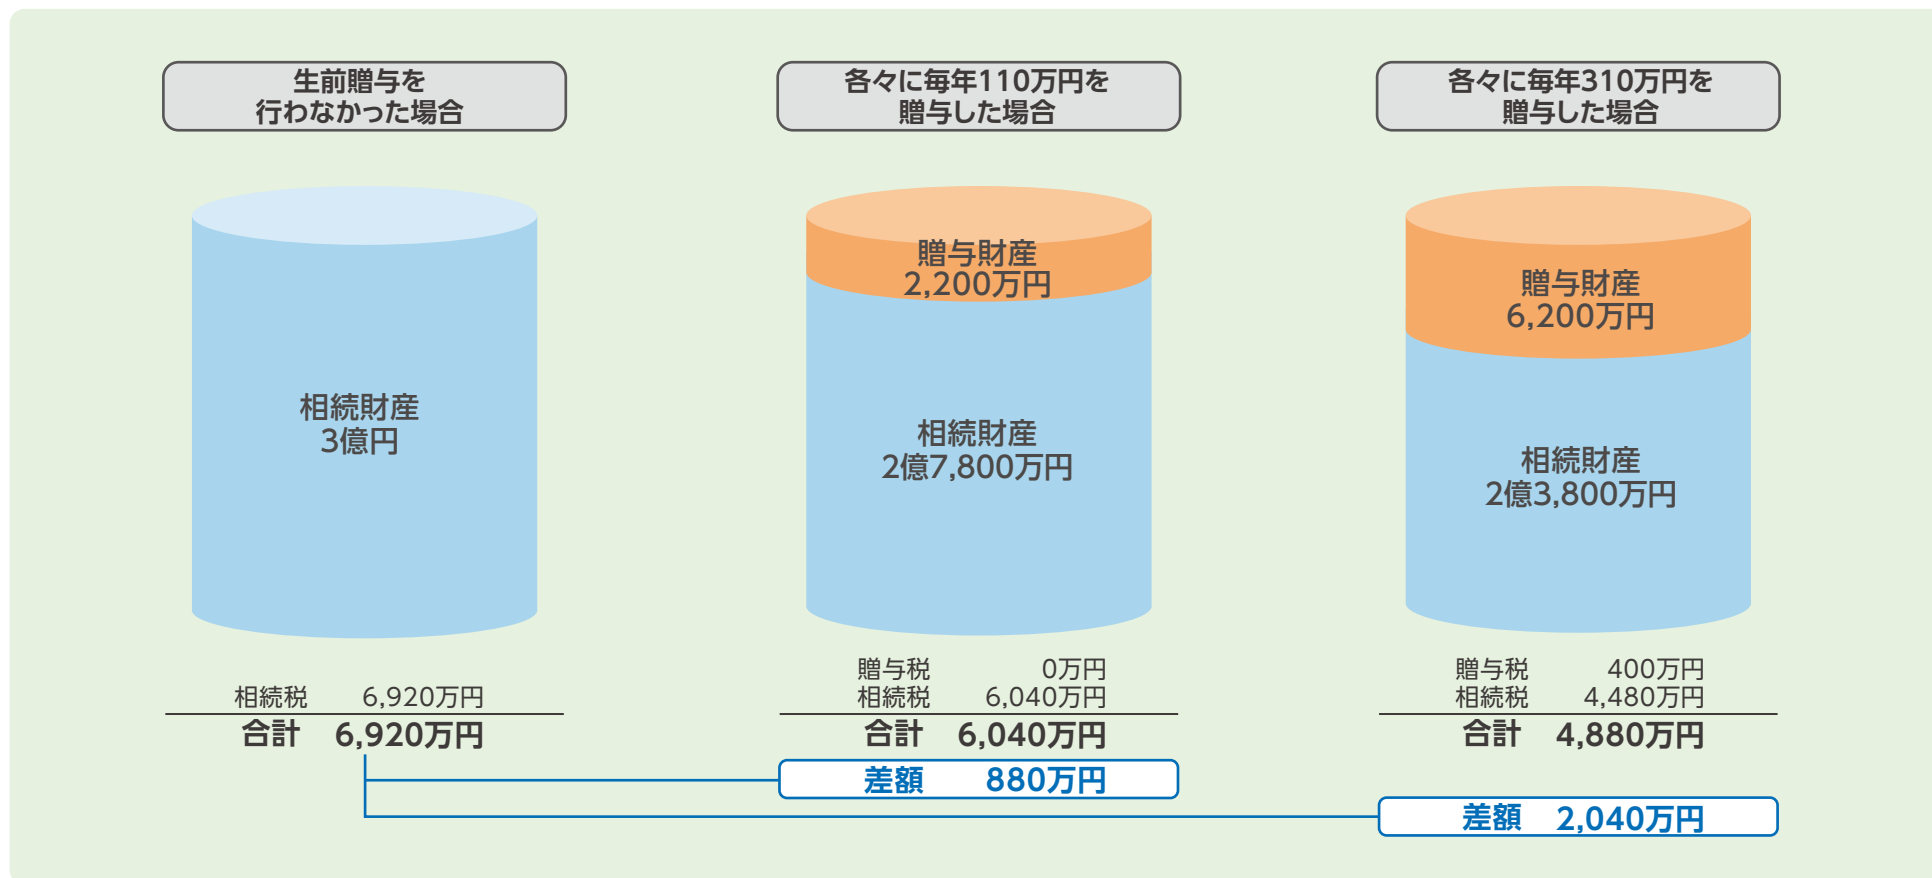 生前贈与を
行わなかった場合
相続財産
3億円
相続税 6,920万円
合計 6,920万円
各々に毎年110万円を
贈与した場合
贈与財産
2,200万円
相続財産
2億7,800万円
贈与税 0万円
相続税 6,040万円
合計 6,040万円
差額 880万円
各々に毎年310万円を
贈与した場合
贈与財産
6,200万円
相続財産
2億3,800万円
贈与税 400万円
相続税 4,480万円
合計 4,880万円
差額 2,040万円